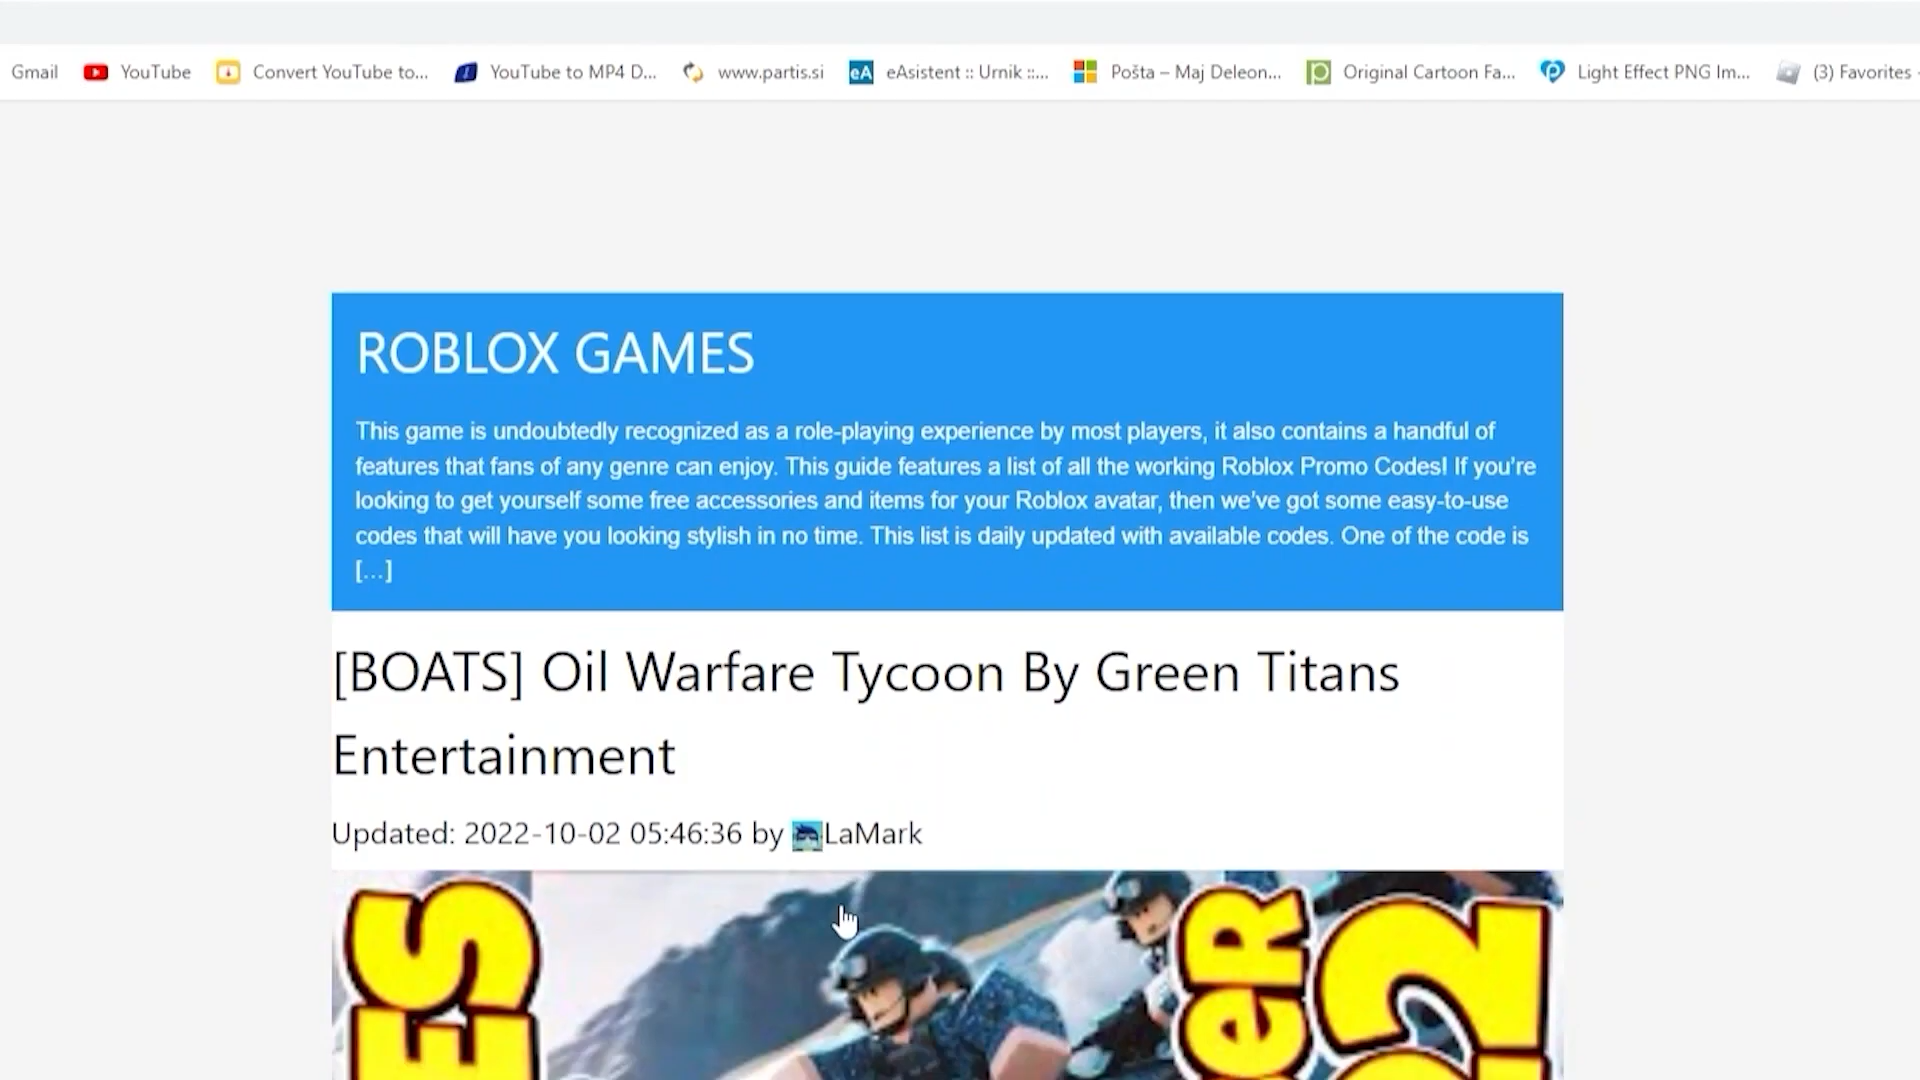 Gmail YouTube Convert YouTube to... YouTube to MP4 D... www.partis.si eA eAsistent :: Urnik ::... Pošta – Maj Deleon... Original Cartoon Fa... Light Effect PNG Im... (3) Favorites
ROBLOX GAMES
This game is undoubtedly recognized as a role-playing experience by most players, it also contains a handful of
features that fans of any genre can enjoy. This guide features a list of all the working Roblox Promo Codes! If you're
looking to get yourself some free accessories and items for your Roblox avatar, then we've got some easy-to-use
codes that will have you looking stylish in no time. This list is daily updated with available codes. One of the code is
[...]
[BOATS] Oil Warfare Tycoon By Green Titans
Entertainment
Updated: 2022-10-02 05:46:36 by LaMark